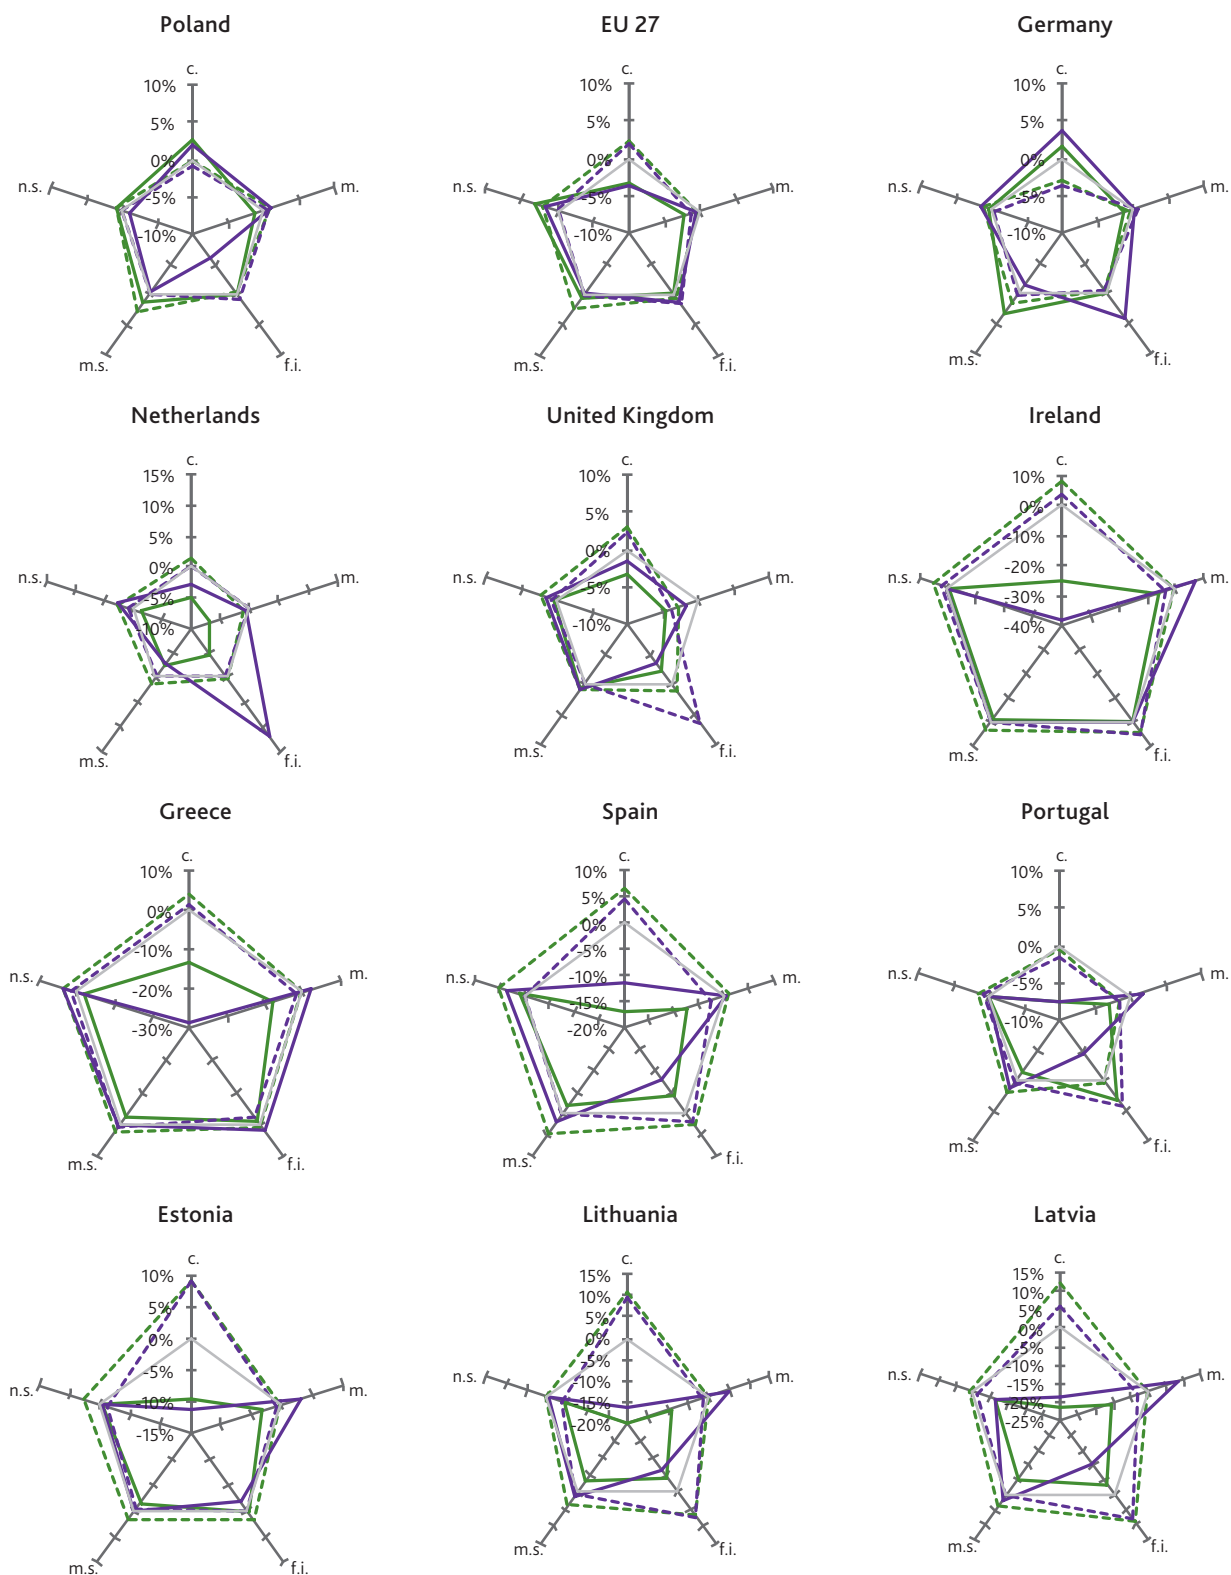 Poland
EU 27
Germany
c.
10%
5%
0%
-5%
-10%
n.s.
m.
m.s.
f.i.
c.
10%
5%
0%
-5%
-10%
n.s.
m.
m.s.
f.i.
c.
10%
5%
0%
-5%
-10%
n.s.
m.
m.s.
f.i.
Netherlands
United Kingdom
Ireland
c.
15%
10%
5%
0%
-5%
-10%
n.s.
m.
m.s.
f.i.
c.
10%
5%
0%
-5%
-10%
n.s.
m.
m.s.
f.i.
c.
10%
0%
-10%
-20%
-30%
-40%
n.s.
m.
m.s.
f.i.
Greece
Spain
Portugal
c.
10%
0%
-10%
-20%
-30%
n.s.
m.
m.s.
f.i.
c.
10%
5%
0%
-5%
-10%
-15%
-20%
n.s.
m.
m.s.
f.i.
c.
10%
5%
0%
-5%
-10%
n.s.
m.
m.s.
f.i.
Estonia
Lithuania
Latvia
c.
10%
5%
0%
-5%
-10%
-15%
n.s.
m.
m.s.
f.i.
c.
15%
10%
5%
0%
-5%
-10%
-15%
-20%
n.s.
m.
m.s.
f.i.
c.
15%
10%
5%
0%
-5%
-10%
-15%
-20%
-25%
n.s.
m.
m.s.
f.i.